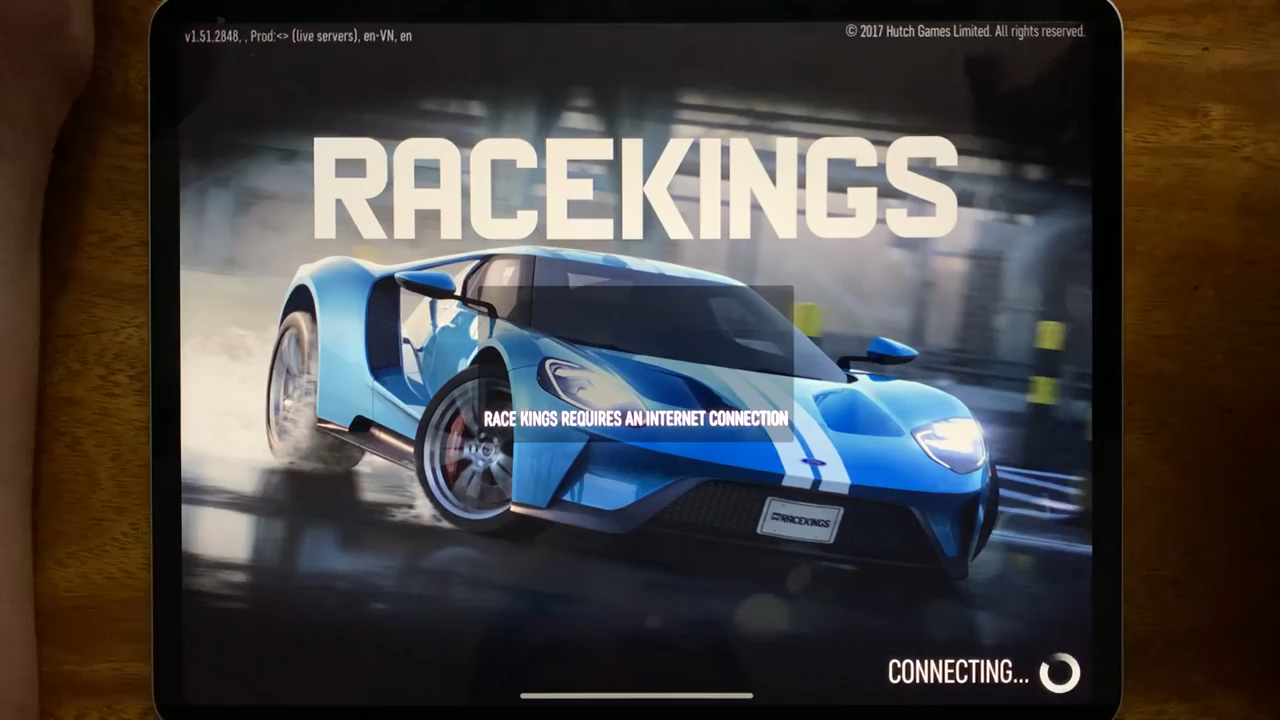 v1.51.2848, , Prod:<> (live servers), en-VN, en
© 2017 Hutch Games Limited. All rights reserved.
RACEKINGS
RACE KINGS REQUIRES AN INTERNET CONNECTION
RACEKINGS
CONNECTING...